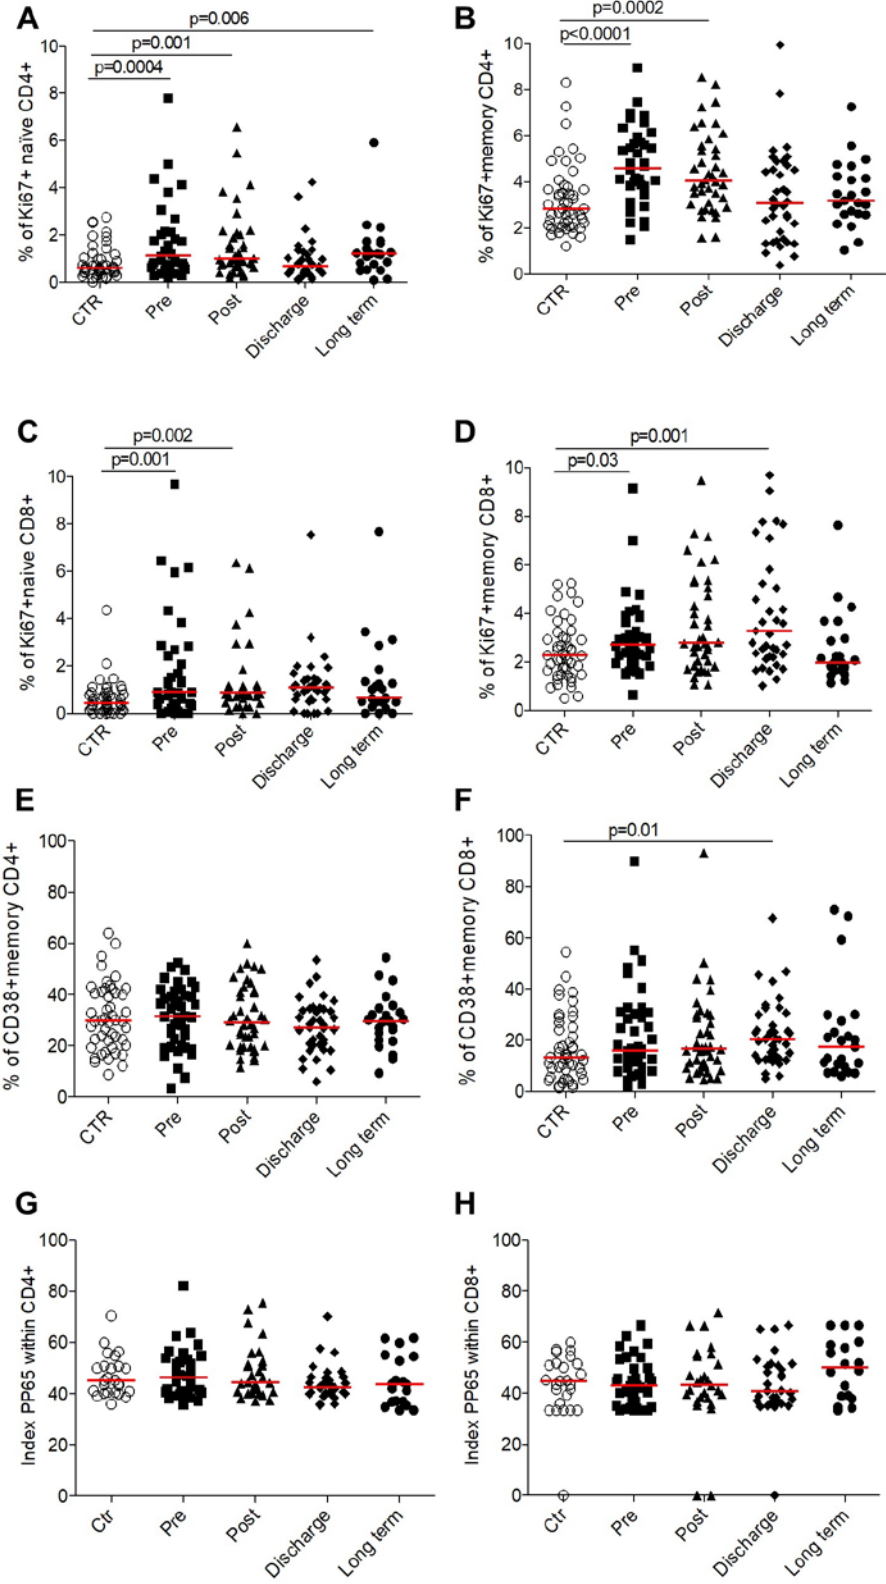 A
p=0.006
p=0.001
p=0.0004
% of Ki67+ naïve CD4+
10
8
6
4
2
0
CTR
Pre
Post
Discharge
Long term
B
p=0.0002
p<0.0001
% of Ki67+memory CD4+
10
8
6
4
2
0
CTR
Pre
Post
Discharge
Long term
C
p=0.002
p=0.001
% of Ki67+naive CD8+
10
8
6
4
2
0
CTR
Pre
Post
Discharge
Long term
D
p=0.001
p=0.03
% of Ki67+memory CD8+
10
8
6
4
2
0
CTR
Pre
Post
Discharge
Long term
E
% of CD38+memory CD4+
100
80
60
40
20
0
CTR
Pre
Post
Discharge
Long term
F
p=0.01
% of CD38+memory CD8+
100
80
60
40
20
0
CTR
Pre
Post
Discharge
Long term
G
Index PP65 within CD4+
100
80
60
40
20
0
Ctr
Pre
Post
Discharge
Long term
H
Index PP65 within CD8+
100
80
60
40
20
0
Ctr
Pre
Post
Discharge
Long term